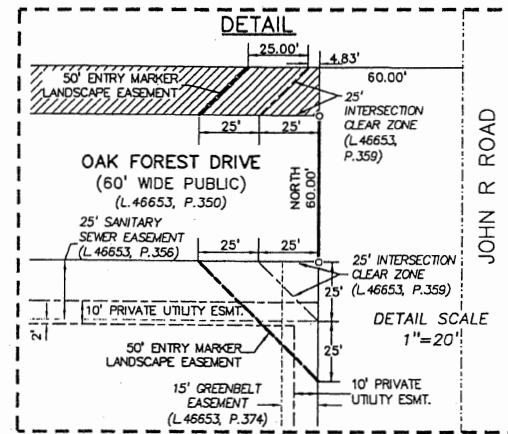 DETAIL
25.00'
4.83'
60.00'
50' ENTRY MARKER
LANDSCAPE EASEMENT
25'
INTERSECTION
CLEAR ZONE
(L.46653,
P.359)
25'
25'
OAK FOREST DRIVE
(60' WIDE PUBLIC)
(L.46653, P.350)
NORTH
60.00'
JOHN R ROAD
25' SANITARY
SEWER EASEMENT
(L.46653, P.356)
25'
25'
25' INTERSECTION
CLEAR ZONE
(L.46653, P.359)
25'
10' PRIVATE UTILITY ESMT.
DETAIL SCALE
1"=20'
2'
25'
50' ENTRY MARKER
LANDSCAPE EASEMENT
15' GREENBELT
EASEMENT
(L.46653, P.374)
10' PRIVATE
UTILITY ESMT.